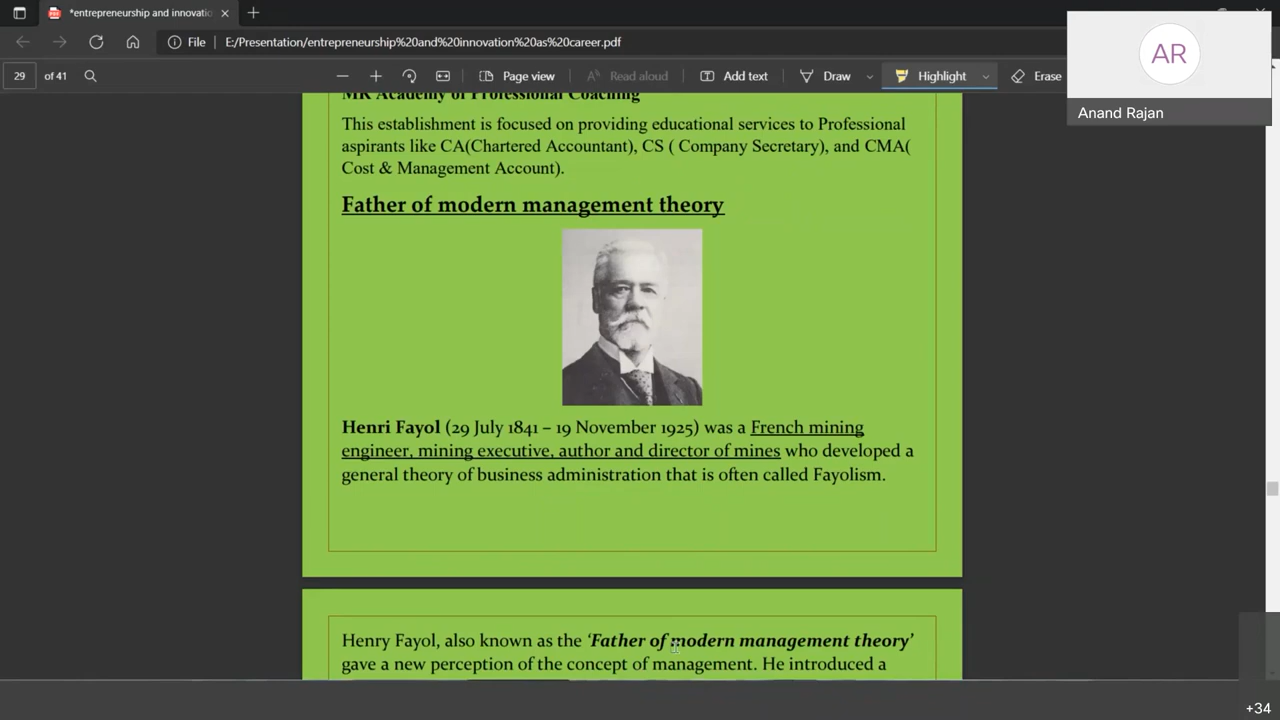 *entrepreneurship and innovatio
File E:/Presentation/entrepreneurship%20and%20innovation%20as%20career.pdf
29 of 41 Page view Read aloud Add text Draw Highlight Erase
AR
Anand Rajan
MK Academy of Professional Coaching
This establishment is focused on providing educational services to Professional
aspirants like CA(Chartered Accountant), CS ( Company Secretary), and CMA(
Cost & Management Account).
Father of modern management theory
Henri Fayol (29 July 1841 – 19 November 1925) was a French mining
engineer, mining executive, author and director of mines who developed a
general theory of business administration that is often called Fayolism.
Henry Fayol, also known as the ‘Father of modern management theory’
gave a new perception of the concept of management. He introduced a
+34